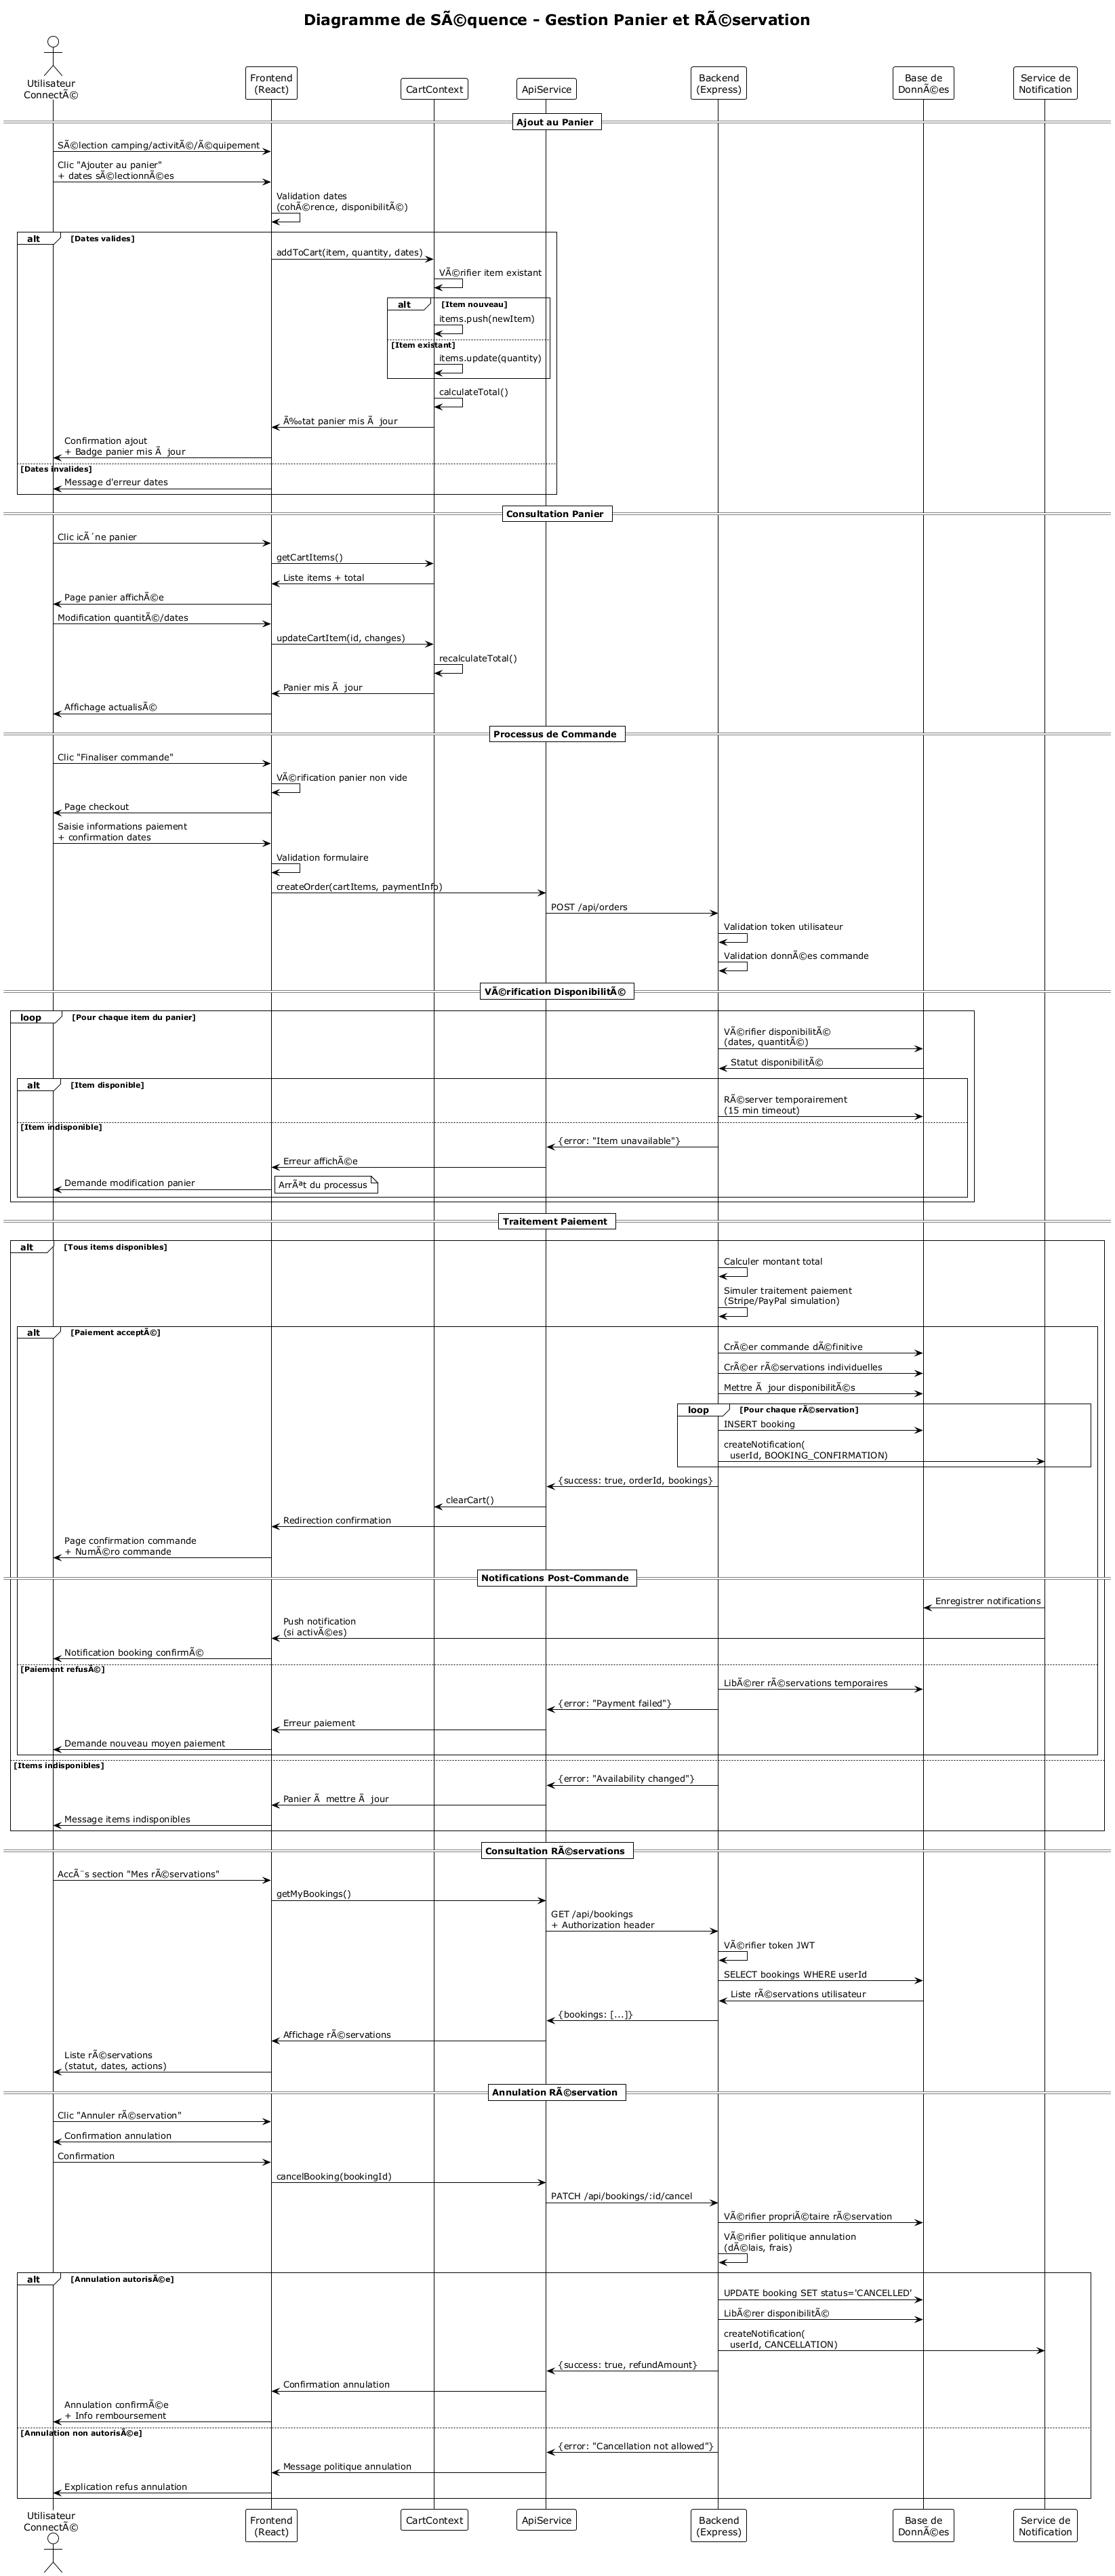 Diagramme de SÃ©quence - Gestion Panier et RÃ©servation
Utilisateur
ConnectÃ©
Frontend
(React)
CartContext
ApiService
Backend
(Express)
Base de
DonnÃ©es
Service de
Notification
Ajout au Panier
SÃ©lection camping/activitÃ©/Ã©quipement
Clic "Ajouter au panier"
+ dates sÃ©lectionnÃ©es
Validation dates
(cohÃ©rence, disponibilitÃ©)
alt [Dates valides]
addToCart(item, quantity, dates)
VÃ©rifier item existant
alt [Item nouveau]
items.push(newItem)
[Item existant]
items.update(quantity)
calculateTotal()
Ã‰tat panier mis Ã  jour
Confirmation ajout
+ Badge panier mis Ã  jour
[Dates invalides]
Message d'erreur dates
Consultation Panier
Clic icÃ´ne panier
getCartItems()
Liste items + total
Page panier affichÃ©e
Modification quantitÃ©/dates
updateCartItem(id, changes)
recalculateTotal()
Panier mis Ã  jour
Affichage actualisÃ©
Processus de Commande
Clic "Finaliser commande"
VÃ©rification panier non vide
Page checkout
Saisie informations paiement
+ confirmation dates
Validation formulaire
createOrder(cartItems, paymentInfo)
POST /api/orders
Validation token utilisateur
Validation donnÃ©es commande
VÃ©rification DisponibilitÃ©
loop [Pour chaque item du panier]
VÃ©rifier disponibilitÃ©
(dates, quantitÃ©)
Statut disponibilitÃ©
alt [Item disponible]
RÃ©server temporairement
(15 min timeout)
[Item indisponible]
{error: "Item unavailable"}
Erreur affichÃ©e
Demande modification panier
ArrÃªt du processus
Traitement Paiement
alt [Tous items disponibles]
Calculer montant total
Simuler traitement paiement
(Stripe/PayPal simulation)
alt [Paiement acceptÃ©]
CrÃ©er commande dÃ©finitive
CrÃ©er rÃ©servations individuelles
Mettre Ã  jour disponibilitÃ©s
loop [Pour chaque rÃ©servation]
INSERT booking
createNotification(
userId, BOOKING_CONFIRMATION)
{success: true, orderId, bookings}
clearCart()
Redirection confirmation
Page confirmation commande
+ NumÃ©ro commande
Notifications Post-Commande
Enregistrer notifications
Push notification
(si activÃ©es)
Notification booking confirmÃ©
[Paiement refusÃ©]
LibÃ©rer rÃ©servations temporaires
{error: "Payment failed"}
Erreur paiement
Demande nouveau moyen paiement
[Items indisponibles]
{error: "Availability changed"}
Panier Ã  mettre Ã  jour
Message items indisponibles
Consultation RÃ©servations
AccÃ¨s section "Mes rÃ©servations"
getMyBookings()
GET /api/bookings
+ Authorization header
VÃ©rifier token JWT
SELECT bookings WHERE userId
Liste rÃ©servations utilisateur
{bookings: [...]}
Affichage rÃ©servations
Liste rÃ©servations
(statut, dates, actions)
Annulation RÃ©servation
Clic "Annuler rÃ©servation"
Confirmation annulation
Confirmation
cancelBooking(bookingId)
PATCH /api/bookings/:id/cancel
VÃ©rifier propriÃ©taire rÃ©servation
VÃ©rifier politique annulation
(dÃ©lais, frais)
alt [Annulation autorisÃ©e]
UPDATE booking SET status='CANCELLED'
LibÃ©rer disponibilitÃ©
createNotification(
userId, CANCELLATION)
{success: true, refundAmount}
Confirmation annulation
Annulation confirmÃ©e
+ Info remboursement
[Annulation non autorisÃ©e]
{error: "Cancellation not allowed"}
Message politique annulation
Explication refus annulation
Utilisateur
ConnectÃ©
Frontend
(React)
CartContext
ApiService
Backend
(Express)
Base de
DonnÃ©es
Service de
Notification